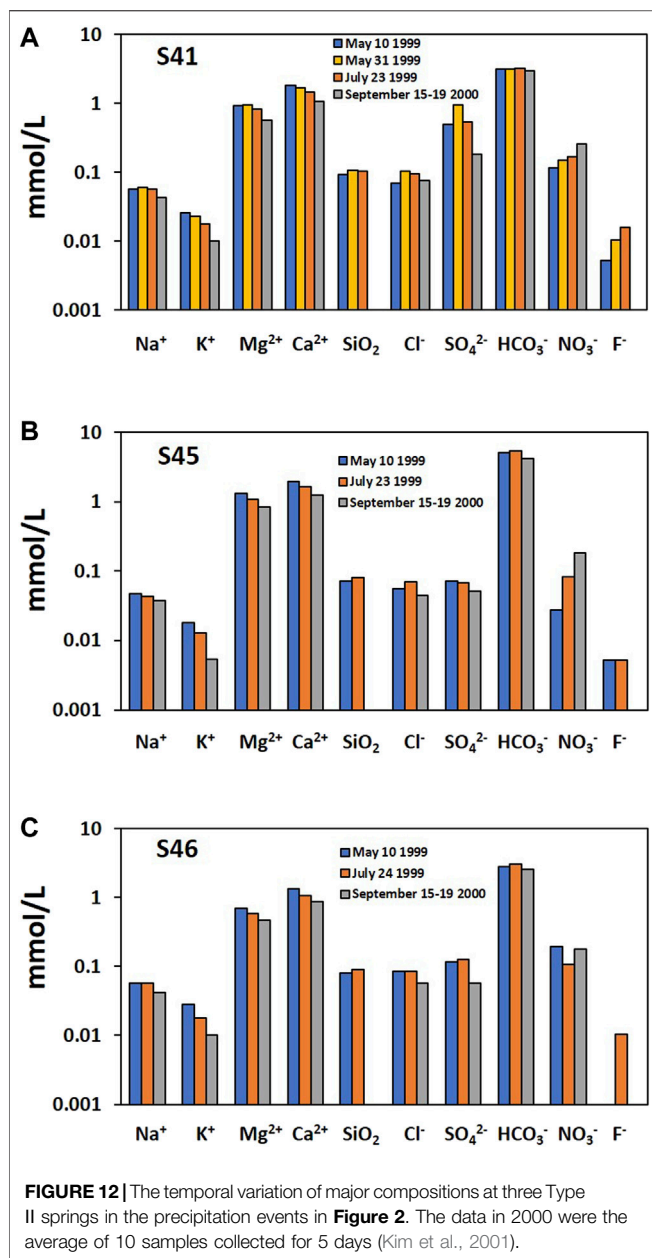 A
S41
May 10 1999
May 31 1999
July 23 1999
September 15-19 2000
mmol/L
10
1
0.1
0.01
0.001
Na⁺ K⁺ Mg²⁺ Ca²⁺ SiO₂ Cl⁻ SO₄²⁻ HCO₃⁻ NO₃⁻ F⁻
B
S45
May 10 1999
July 23 1999
September 15-19 2000
mmol/L
10
1
0.1
0.01
0.001
Na⁺ K⁺ Mg²⁺ Ca²⁺ SiO₂ Cl⁻ SO₄²⁻ HCO₃⁻ NO₃⁻ F⁻
C
S46
May 10 1999
July 24 1999
September 15-19 2000
mmol/L
10
1
0.1
0.01
0.001
Na⁺ K⁺ Mg²⁺ Ca²⁺ SiO₂ Cl⁻ SO₄²⁻ HCO₃⁻ NO₃⁻ F⁻
FIGURE 12 | The temporal variation of major compositions at three Type
II springs in the precipitation events in Figure 2. The data in 2000 were the
average of 10 samples collected for 5 days (Kim et al., 2001).